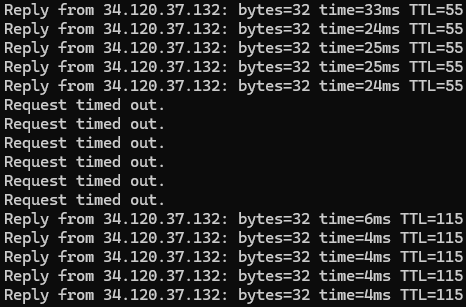 Reply from 34.120.37.132: bytes=32 time=33ms TTL=55
Reply from 34.120.37.132: bytes=32 time=24ms TTL=55
Reply from 34.120.37.132: bytes=32 time=25ms TTL=55
Reply from 34.120.37.132: bytes=32 time=25ms TTL=55
Reply from 34.120.37.132: bytes=32 time=24ms TTL=55
Request timed out.
Request timed out.
Request timed out.
Request timed out.
Request timed out.
Request timed out.
Reply from 34.120.37.132: bytes=32 time=6ms TTL=115
Reply from 34.120.37.132: bytes=32 time=4ms TTL=115
Reply from 34.120.37.132: bytes=32 time=4ms TTL=115
Reply from 34.120.37.132: bytes=32 time=4ms TTL=115
Reply from 34.120.37.132: bytes=32 time=4ms TTL=115